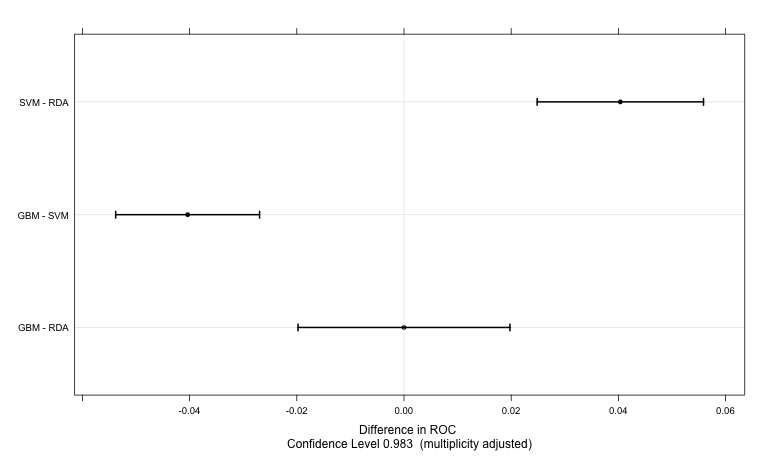 SVM - RDA
GBM - SVM
GBM - RDA
-0.04 -0.02 0.00 0.02 0.04 0.06
Difference in ROC
Confidence Level 0.983  (multiplicity adjusted)